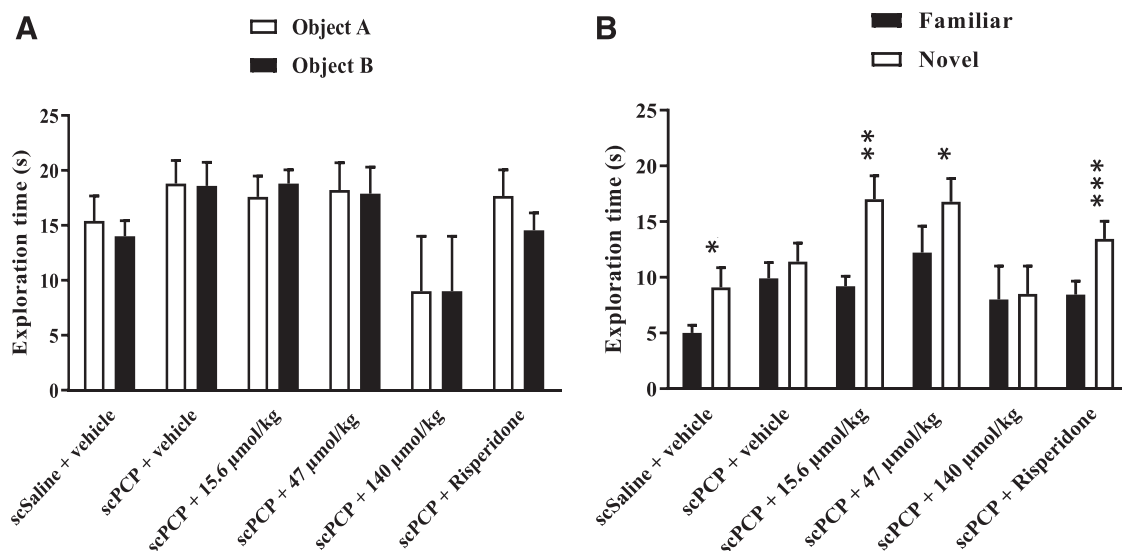 A
Object A
Object B
Exploration time (s)
25
20
15
10
5
0
scSaline + vehicle
scPCP + vehicle
scPCP + 15.6 µmol/kg
scPCP + 47 µmol/kg
scPCP + 140 µmol/kg
scPCP + Risperidone
B
Familiar
Novel
Exploration time (s)
25
20
15
10
5
0
*
**
*
***
scSaline + vehicle
scPCP + vehicle
scPCP + 15.6 µmol/kg
scPCP + 47 µmol/kg
scPCP + 140 µmol/kg
scPCP + Risperidone